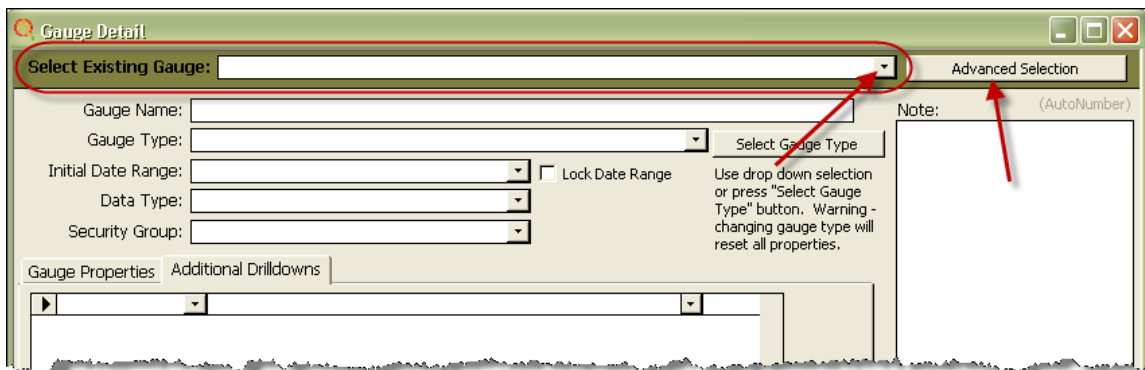 Gauge Detail
Select Existing Gauge:
Advanced Selection
Gauge Name:
Note:
(AutoNumber)
Gauge Type:
Select Gauge Type
Initial Date Range:
Lock Date Range
Use drop down selection
or press "Select Gauge
Type" button. Warning -
changing gauge type will
reset all properties.
Data Type:
Security Group:
Gauge Properties
Additional Drilldowns